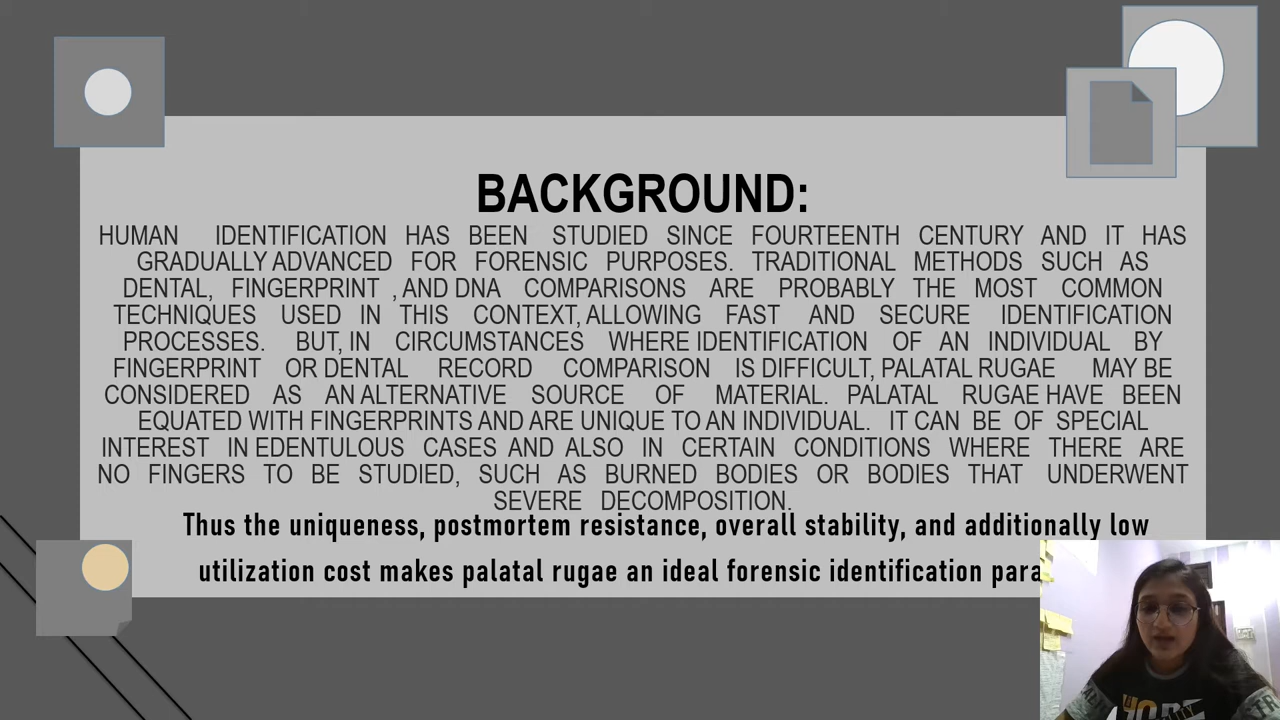 BACKGROUND:
HUMAN IDENTIFICATION HAS BEEN STUDIED SINCE FOURTEENTH CENTURY AND IT HAS
GRADUALLY ADVANCED FOR FORENSIC PURPOSES. TRADITIONAL METHODS SUCH AS
DENTAL, FINGERPRINT , AND DNA COMPARISONS ARE PROBABLY THE MOST COMMON
TECHNIQUES USED IN THIS CONTEXT, ALLOWING FAST AND SECURE IDENTIFICATION
PROCESSES. BUT, IN CIRCUMSTANCES WHERE IDENTIFICATION OF AN INDIVIDUAL BY
FINGERPRINT OR DENTAL RECORD COMPARISON IS DIFFICULT, PALATAL RUGAE MAY BE
CONSIDERED AS AN ALTERNATIVE SOURCE OF MATERIAL. PALATAL RUGAE HAVE BEEN
EQUATED WITH FINGERPRINTS AND ARE UNIQUE TO AN INDIVIDUAL. IT CAN BE OF SPECIAL
INTEREST IN EDENTULOUS CASES AND ALSO IN CERTAIN CONDITIONS WHERE THERE ARE
NO FINGERS TO BE STUDIED, SUCH AS BURNED BODIES OR BODIES THAT UNDERWENT
SEVERE DECOMPOSITION.
Thus the uniqueness, postmortem resistance, overall stability, and additionally low
utilization cost makes palatal rugae an ideal forensic identification para